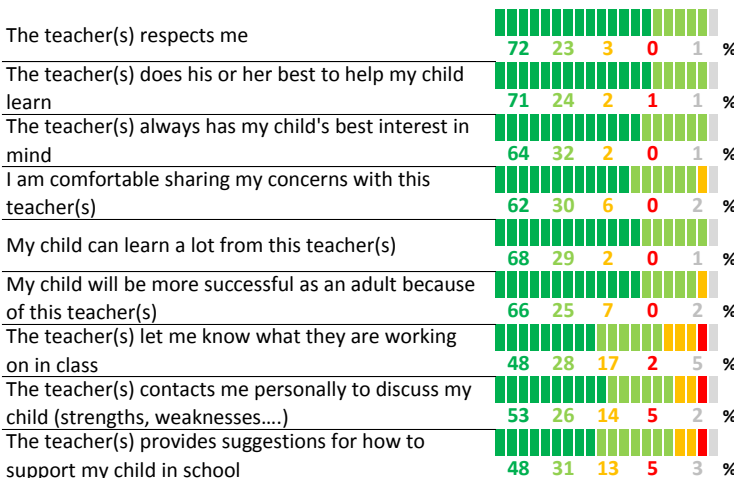 The teacher(s) respects me
72 23 3 0 1 %
The teacher(s) does his or her best to help my child
learn
71 24 2 1 1 %
The teacher(s) always has my child's best interest in
mind
64 32 2 0 1 %
I am comfortable sharing my concerns with this
teacher(s)
62 30 6 0 2 %
My child can learn a lot from this teacher(s)
68 29 2 0 1 %
My child will be more successful as an adult because
of this teacher(s)
66 25 7 0 2 %
The teacher(s) let me know what they are working
on in class
48 28 17 2 5 %
The teacher(s) contacts me personally to discuss my
child (strengths, weaknesses….)
53 26 14 5 2 %
The teacher(s) provides suggestions for how to
support my child in school
48 31 13 5 3 %